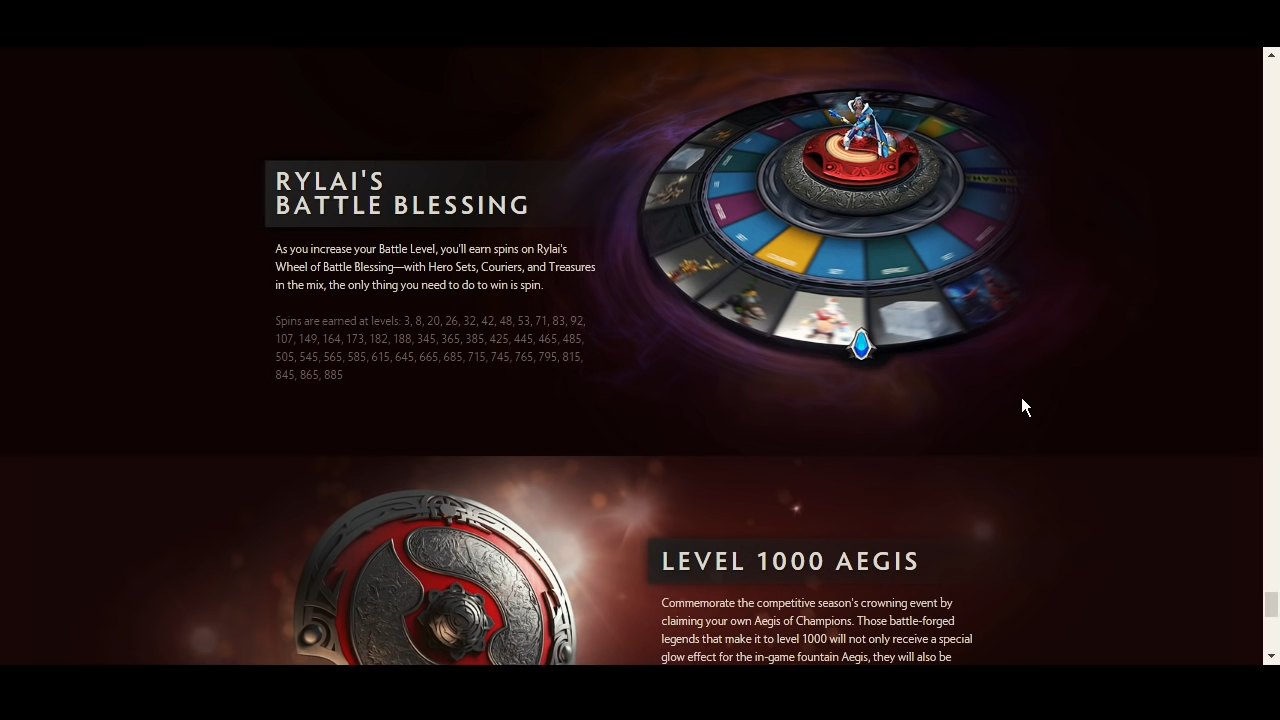 RYLAI'S
BATTLE BLESSING
As you increase your Battle Level, you'll earn spins on Rylai's
Wheel of Battle Blessing—with Hero Sets, Couriers, and Treasures
in the mix, the only thing you need to do to win is spin.
Spins are earned at levels: 3, 8, 20, 26, 32, 42, 48, 53, 71, 83, 92,
107, 149, 164, 173, 182, 188, 345, 365, 385, 425, 445, 465, 485,
505, 545, 565, 585, 615, 645, 665, 685, 715, 745, 765, 795, 815,
845, 865, 885
LEVEL 1000 AEGIS
Commemorate the competitive season's crowning event by
claiming your own Aegis of Champions. Those battle-forged
legends that make it to level 1000 will not only receive a special
glow effect for the in-game fountain Aegis, they will also be